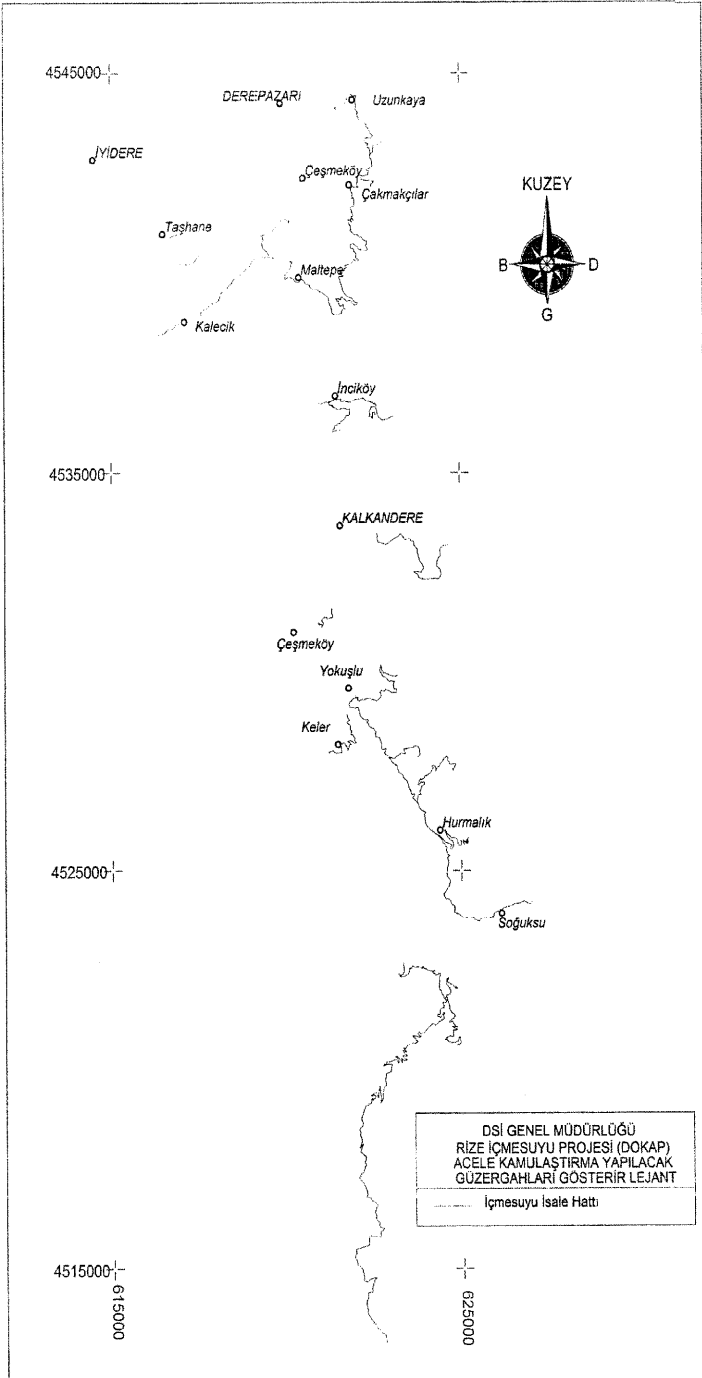 4545000
DEREPAZARI
Uzunkaya
İYİDERE
Çeşmeköy
Çakmakçılar
KUZEY
Taşhane
B
D
Maltepe
G
Kalecik
İnciköy
4535000
KALKANDERE
Çeşmeköy
Yokuşlu
Keler
Hurmalık
4525000
Soğuksu
DSİ GENEL MÜDÜRLÜĞÜ
RİZE İÇMESUYU PROJESİ (DOKAP)
ACELE KAMULAŞTIRMA YAPILACAK
GÜZERGAHLARI GÖSTERİR LEJANT
İçmesuyu İsale Hattı
4515000
615000
625000